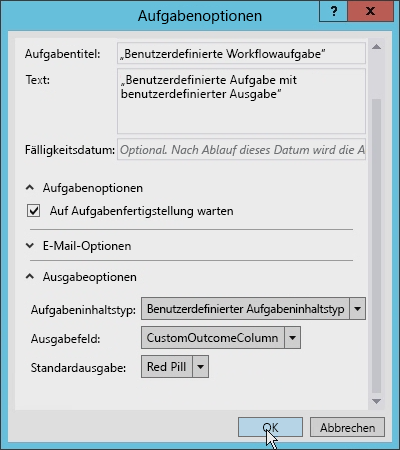 Aufgabenoptionen
? X
Aufgabentitel: „Benutzerdefinierte Workflowaufgabe“
Text: „Benutzerdefinierte Aufgabe mit
benutzerdefinierter Ausgabe“
Fälligkeitsdatum: Optional. Nach Ablauf dieses Datum wird die A
Aufgabenoptionen
Auf Aufgabenfertigstellung warten
E-Mail-Optionen
Ausgabeoptionen
Aufgabeninhaltstyp: Benutzerdefinierter Aufgabeninhaltstyp
Ausgabefeld: CustomOutcomeColumn
Standardausgabe: Red Pill
OK Abbrechen